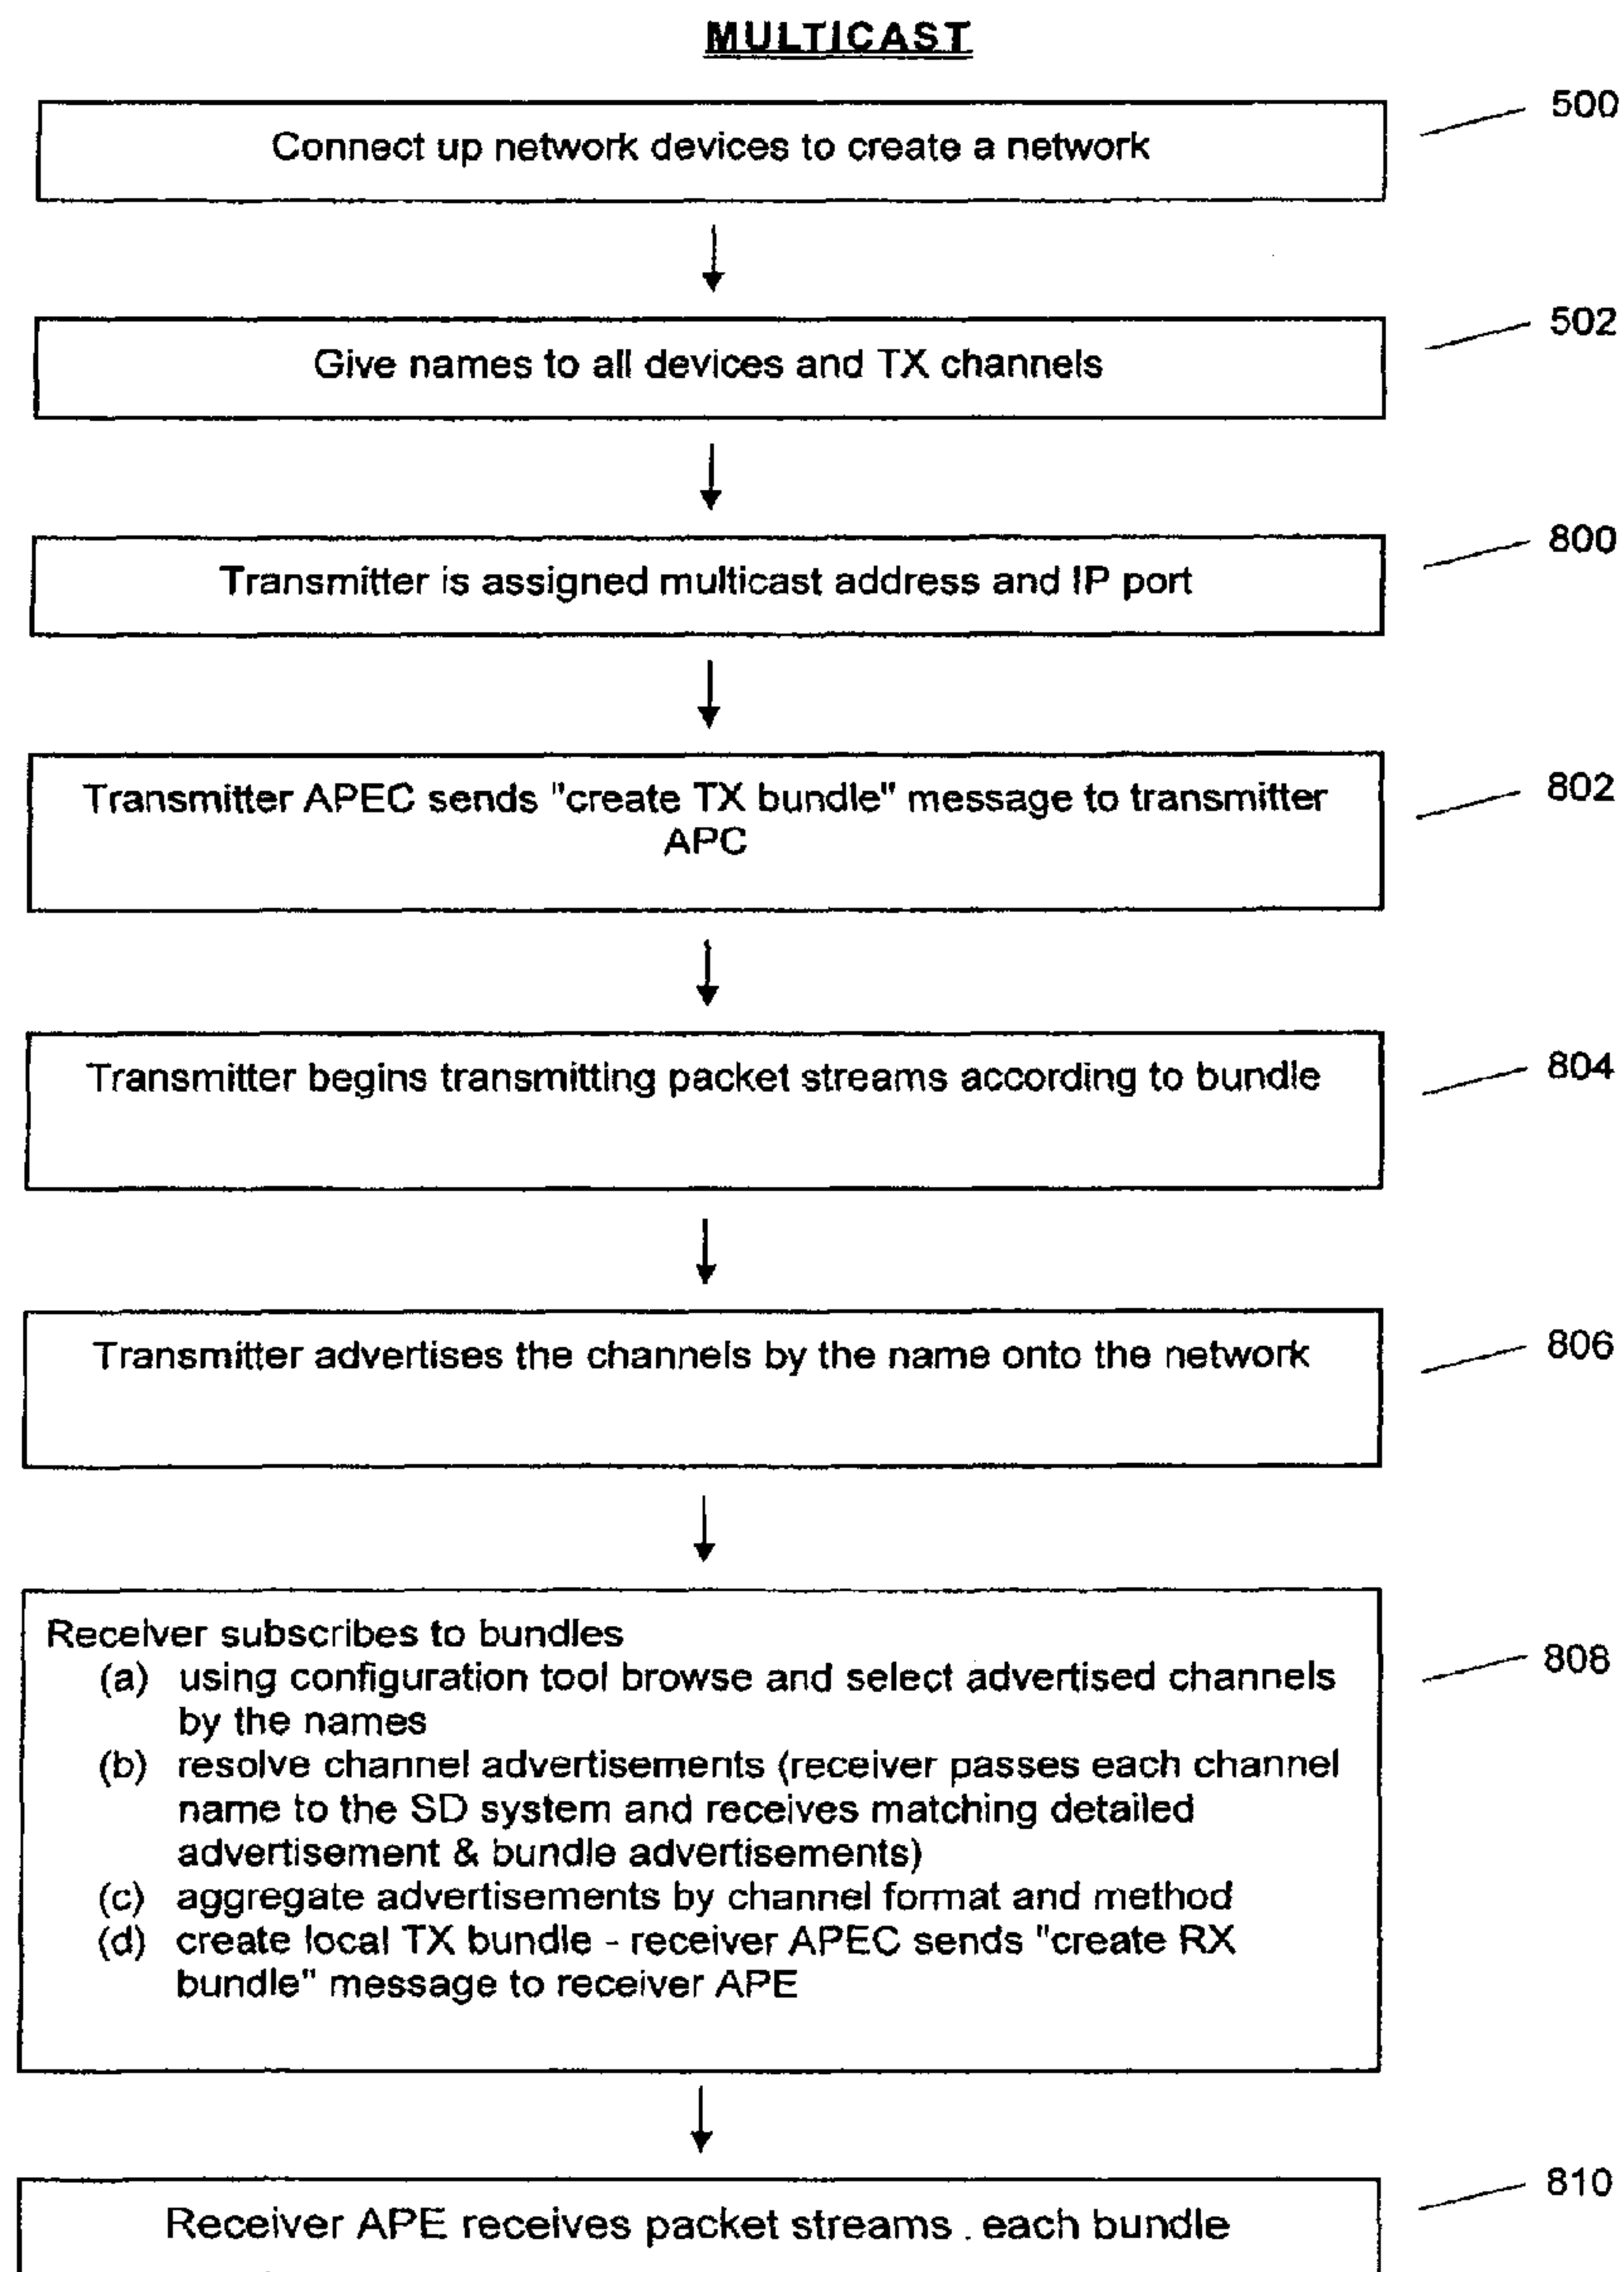 MULTICAST
Connect up network devices to create a network
500
Give names to all devices and TX channels
502
Transmitter is assigned multicast address and IP port
800
Transmitter APEC sends "create TX bundle" message to transmitter
APC
802
Transmitter begins transmitting packet streams according to bundle
804
Transmitter advertises the channels by the name onto the network
806
Receiver subscribes to bundles
(a) using configuration tool browse and select advertised channels
by the names
(b) resolve channel advertisements (receiver passes each channel
name to the SD system and receives matching detailed
advertisement & bundle advertisements)
(c) aggregate advertisements by channel format and method
(d) create local TX bundle - receiver APEC sends "create RX
bundle" message to receiver APE
808
Receiver APE receives packet streams . each bundle
810